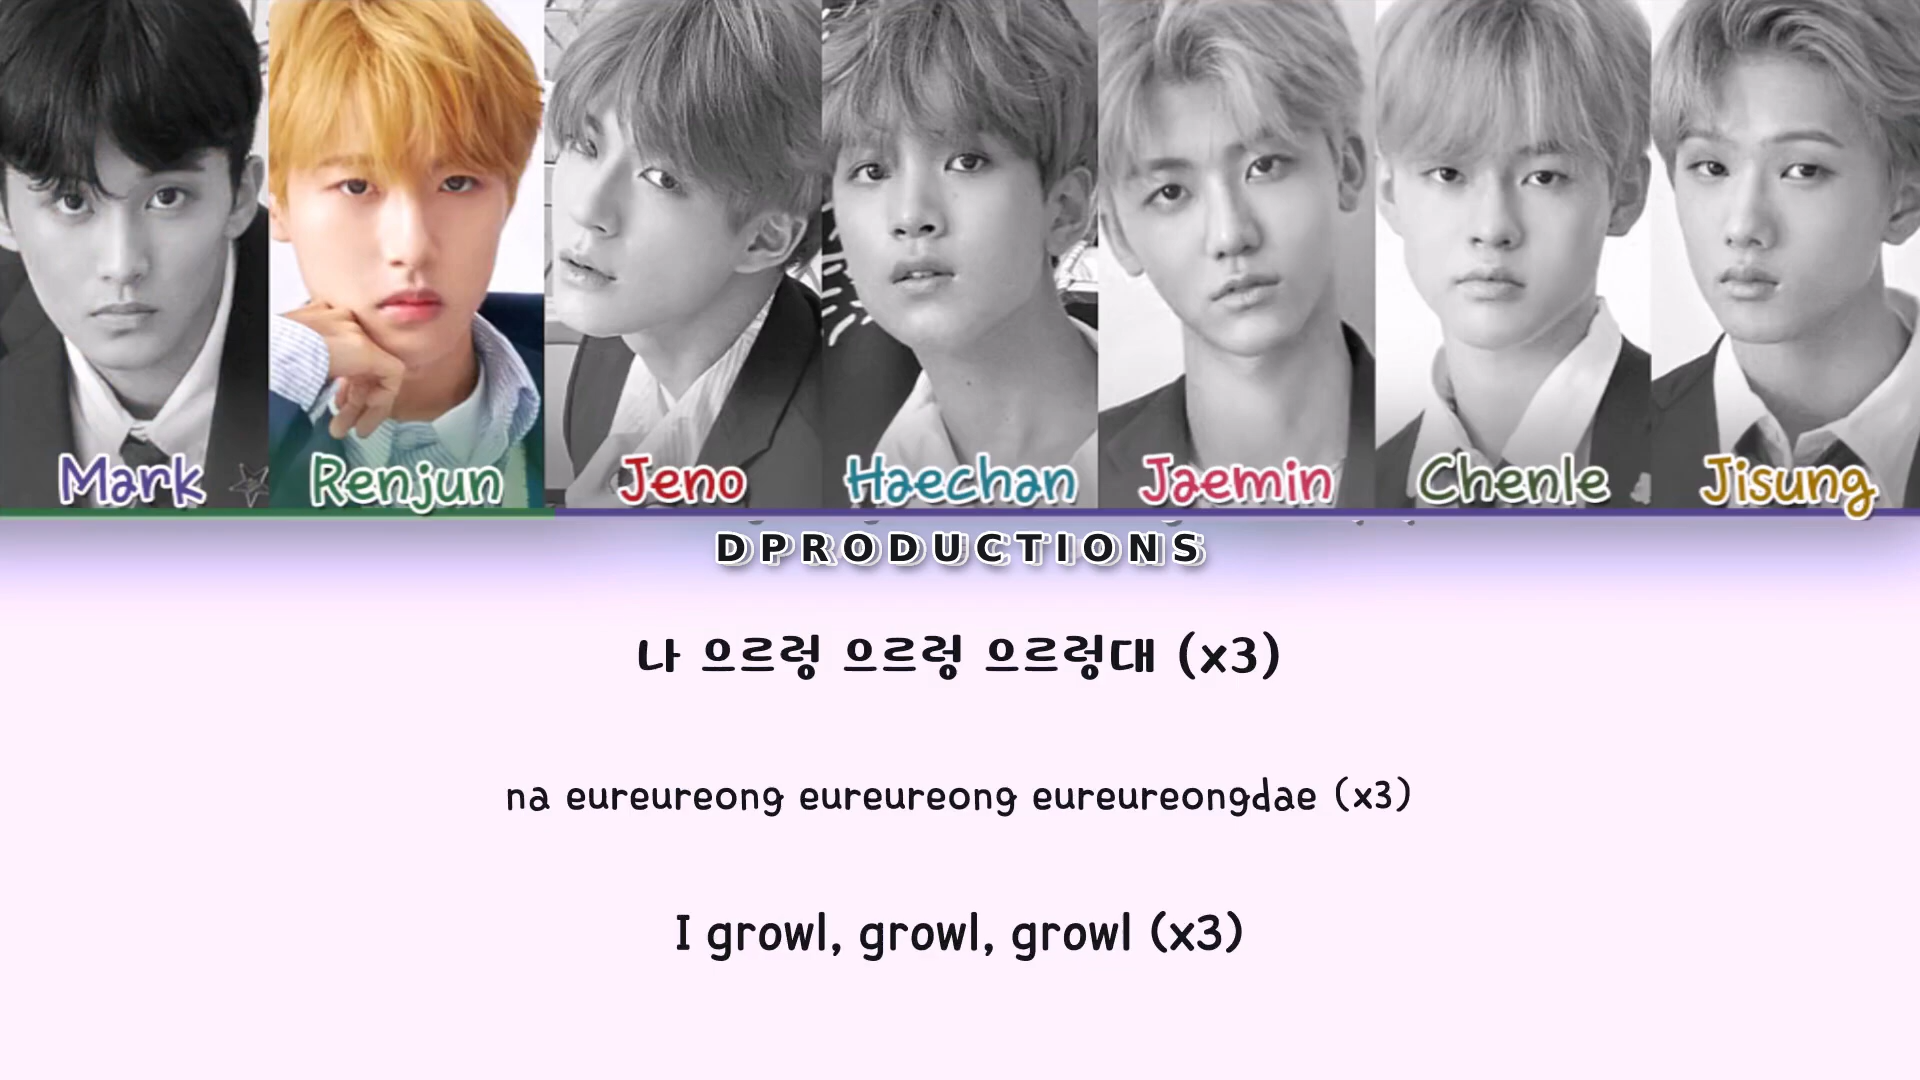 Mark Renjun Jeno Haechan Jaemin Chenle Jisung
DPRODUCTIONS
나 으르렁 으르렁 으르렁대 (x3)
na eureureong eureureong eureureongdae (x3)
I growl, growl, growl (x3)